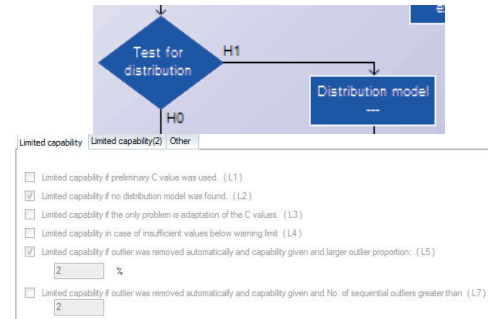 Test for
distribution
H1
Distribution model
---
H0
Limited capability
Limited capability(2)
Other
Limited capability if preliminary C value was used. ( L1 )
Limited capability if no distribution model was found. ( L2 )
Limited capability if the only problem is adaptation of the C values. ( L3 )
Limited capability in case of insufficient values below warning limit ( L4 )
Limited capability if outlier was removed automatically and capability given and larger outlier proportion: ( L5 )
2 %
Limited capability if outlier was removed automatically and capability given and No. of sequential outliers greater than ( L7 )
2